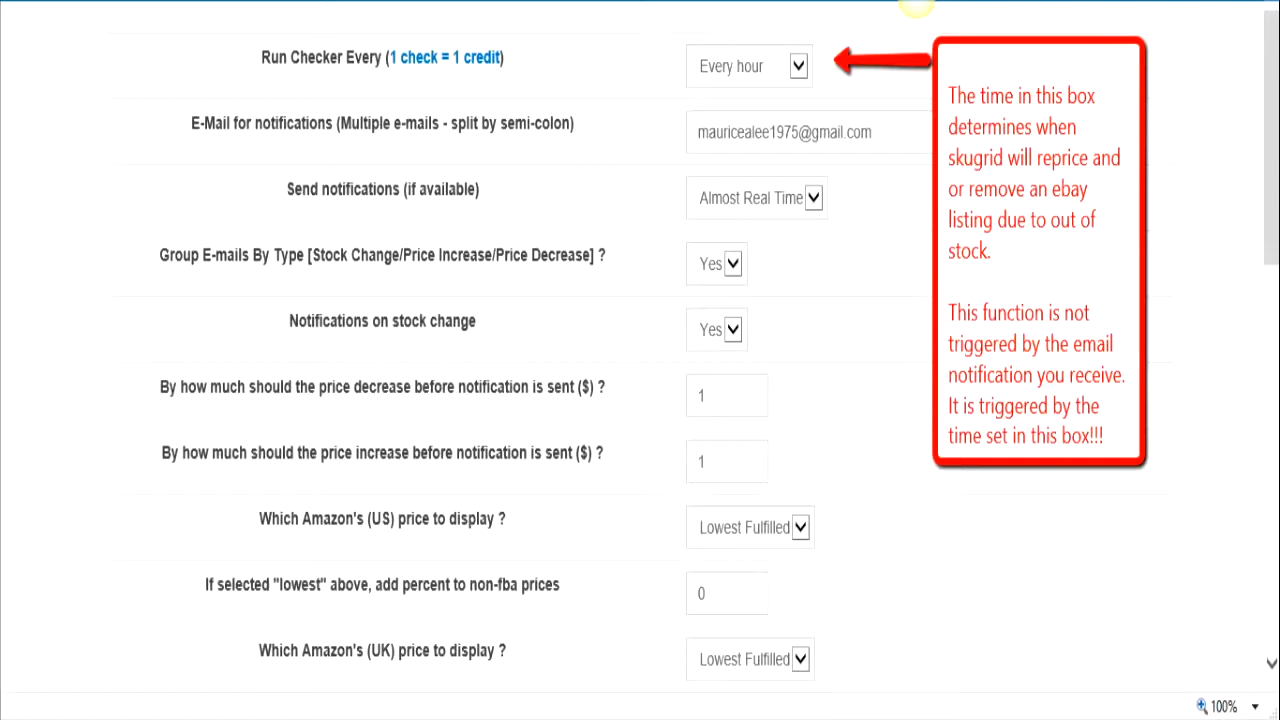 Run Checker Every (1 check = 1 credit)
Every hour
E-Mail for notifications (Multiple e-mails - split by semi-colon)
mauricealee1975@gmail.com
Send notifications (if available)
Almost Real Time
Group E-mails By Type [Stock Change/Price Increase/Price Decrease] ?
Yes
Notifications on stock change
Yes
By how much should the price decrease before notification is sent ($) ?
1
By how much should the price increase before notification is sent ($) ?
1
Which Amazon's (US) price to display ?
Lowest Fulfilled
If selected "lowest" above, add percent to non-fba prices
0
Which Amazon's (UK) price to display ?
Lowest Fulfilled
The time in this box
determines when
skugrid will reprice and
or remove an ebay
listing due to out of
stock.
This function is not
triggered by the email
notification you receive.
It is triggered by the
time set in this box!!!
100%